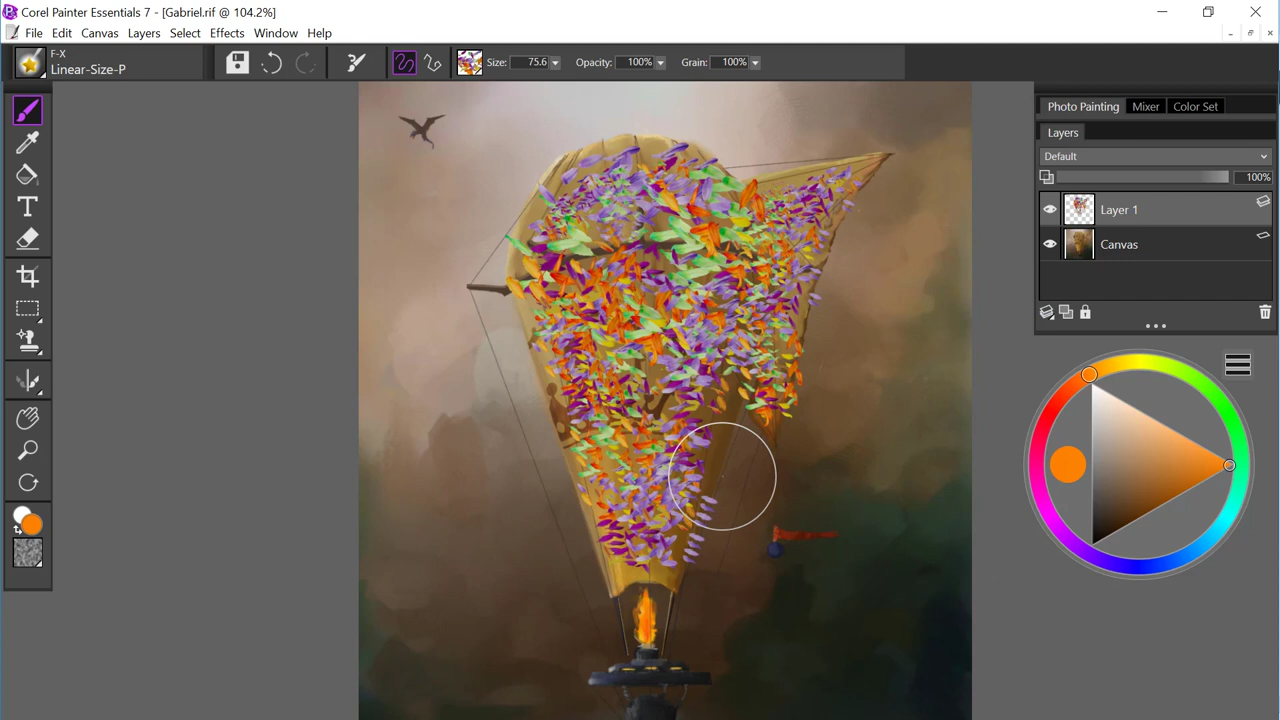 Corel Painter Essentials 7 - [Gabriel.rif @ 104.2%]
File Edit Canvas Layers Select Effects Window Help
F-X
Linear-Size-P
Size: 75.6 Opacity: 100% Grain: 100%
Photo Painting Mixer Color Set
Layers
Default
100%
Layer 1
Canvas